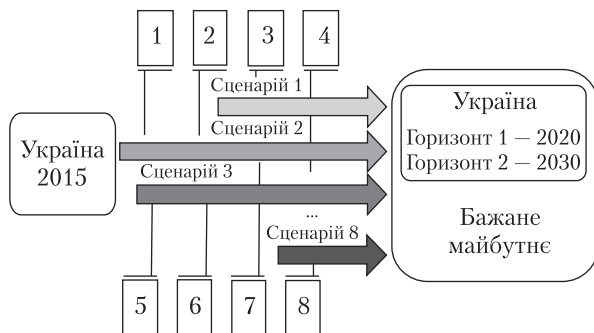 1 2 3 4
Сценарій 1
Сценарій 2
Сценарій 3
...
Сценарій 8
Україна
2015
Україна
Горизонт 1 — 2020
Горизонт 2 — 2030
Бажане
майбутнє
5 6 7 8